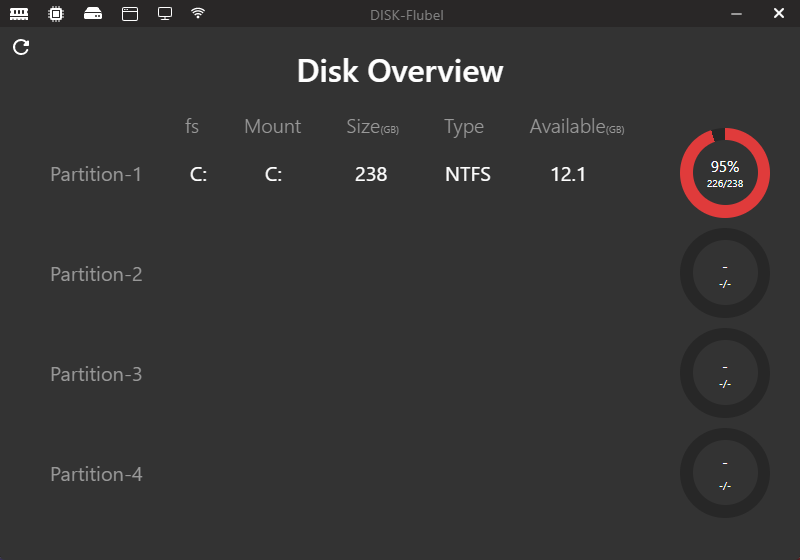 DISK-Flubel
Disk Overview
fs Mount Size(GB) Type Available(GB)
Partition-1 C: C: 238 NTFS 12.1
95%
226/238
Partition-2
-
-/-
Partition-3
-
-/-
Partition-4
-
-/-